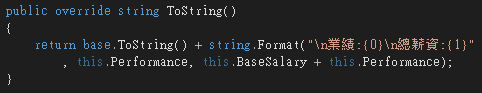 public override string ToString()
{
return base.ToString() + string.Format("\n業績:{0}\n總薪資:{1}"
, this.Performance, this.BaseSalary + this.Performance);
}